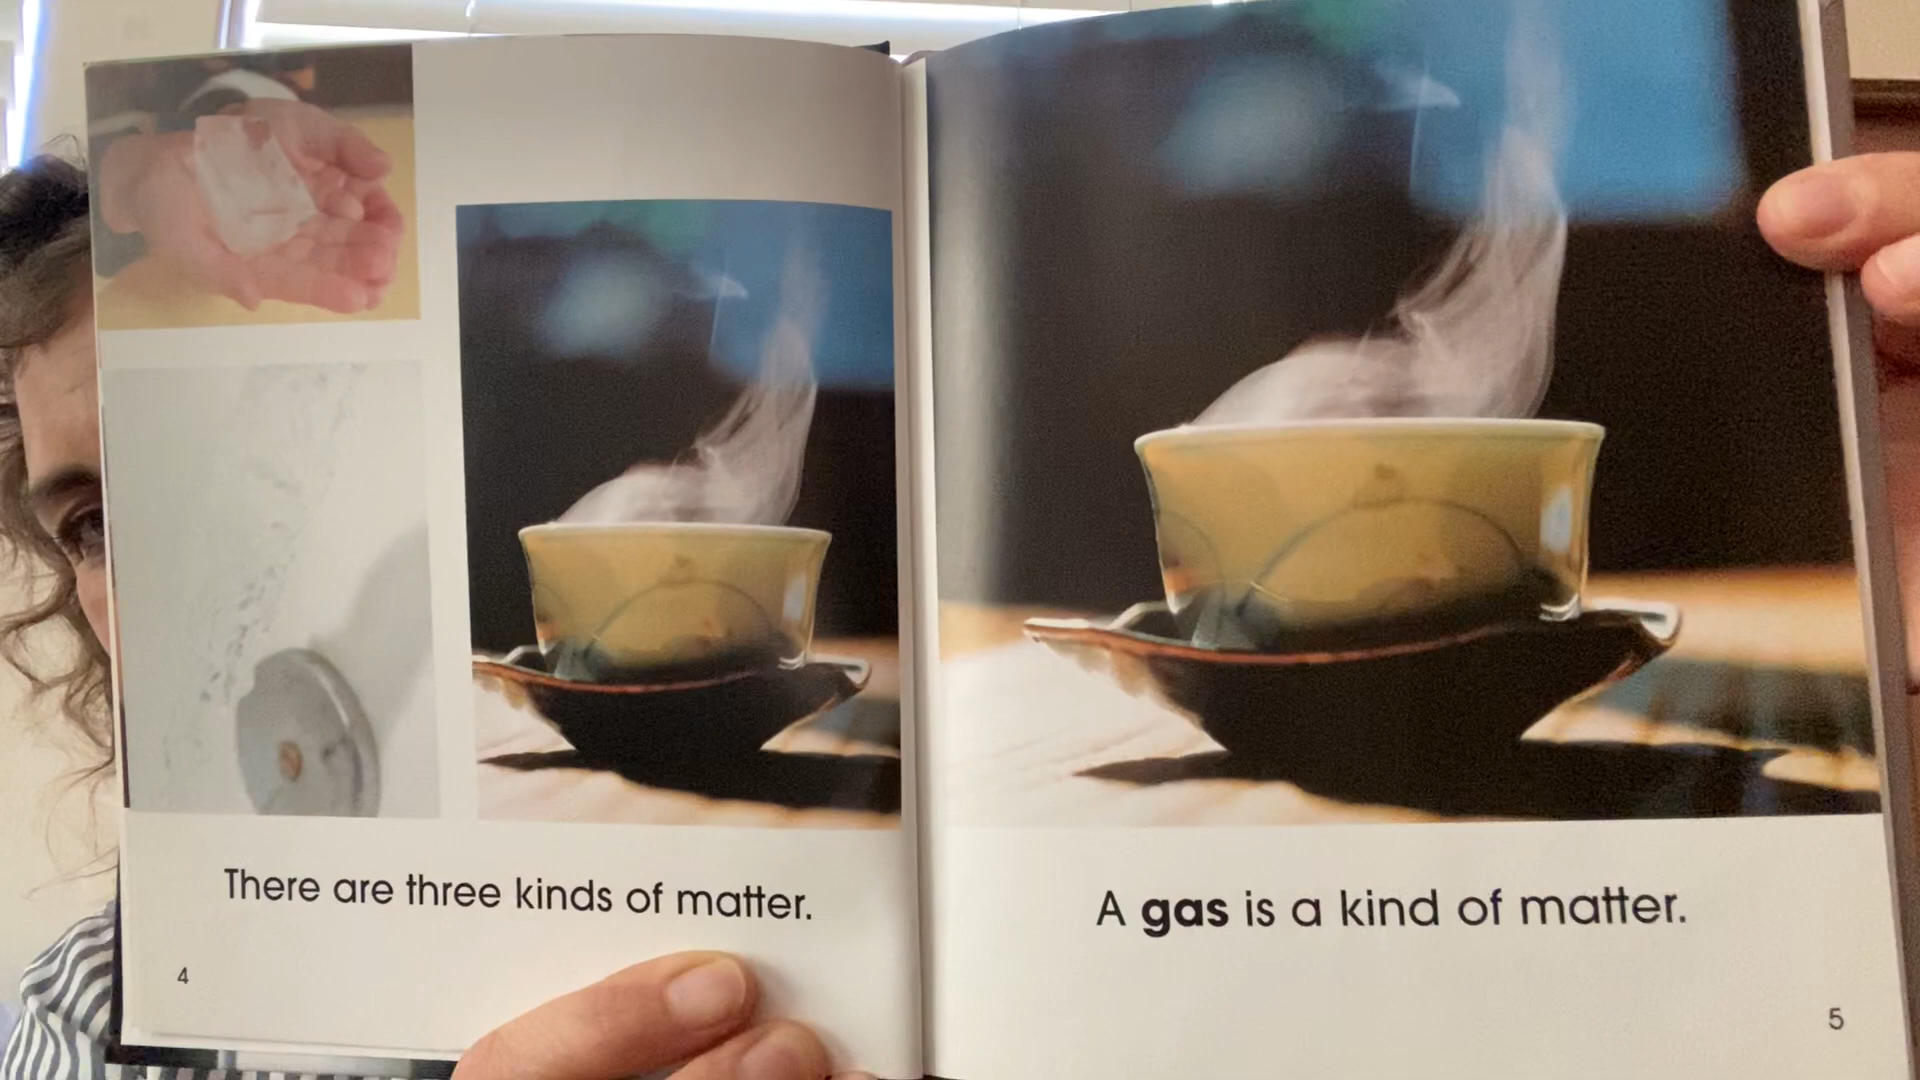 There are three kinds of matter.
4
A gas is a kind of matter.
5